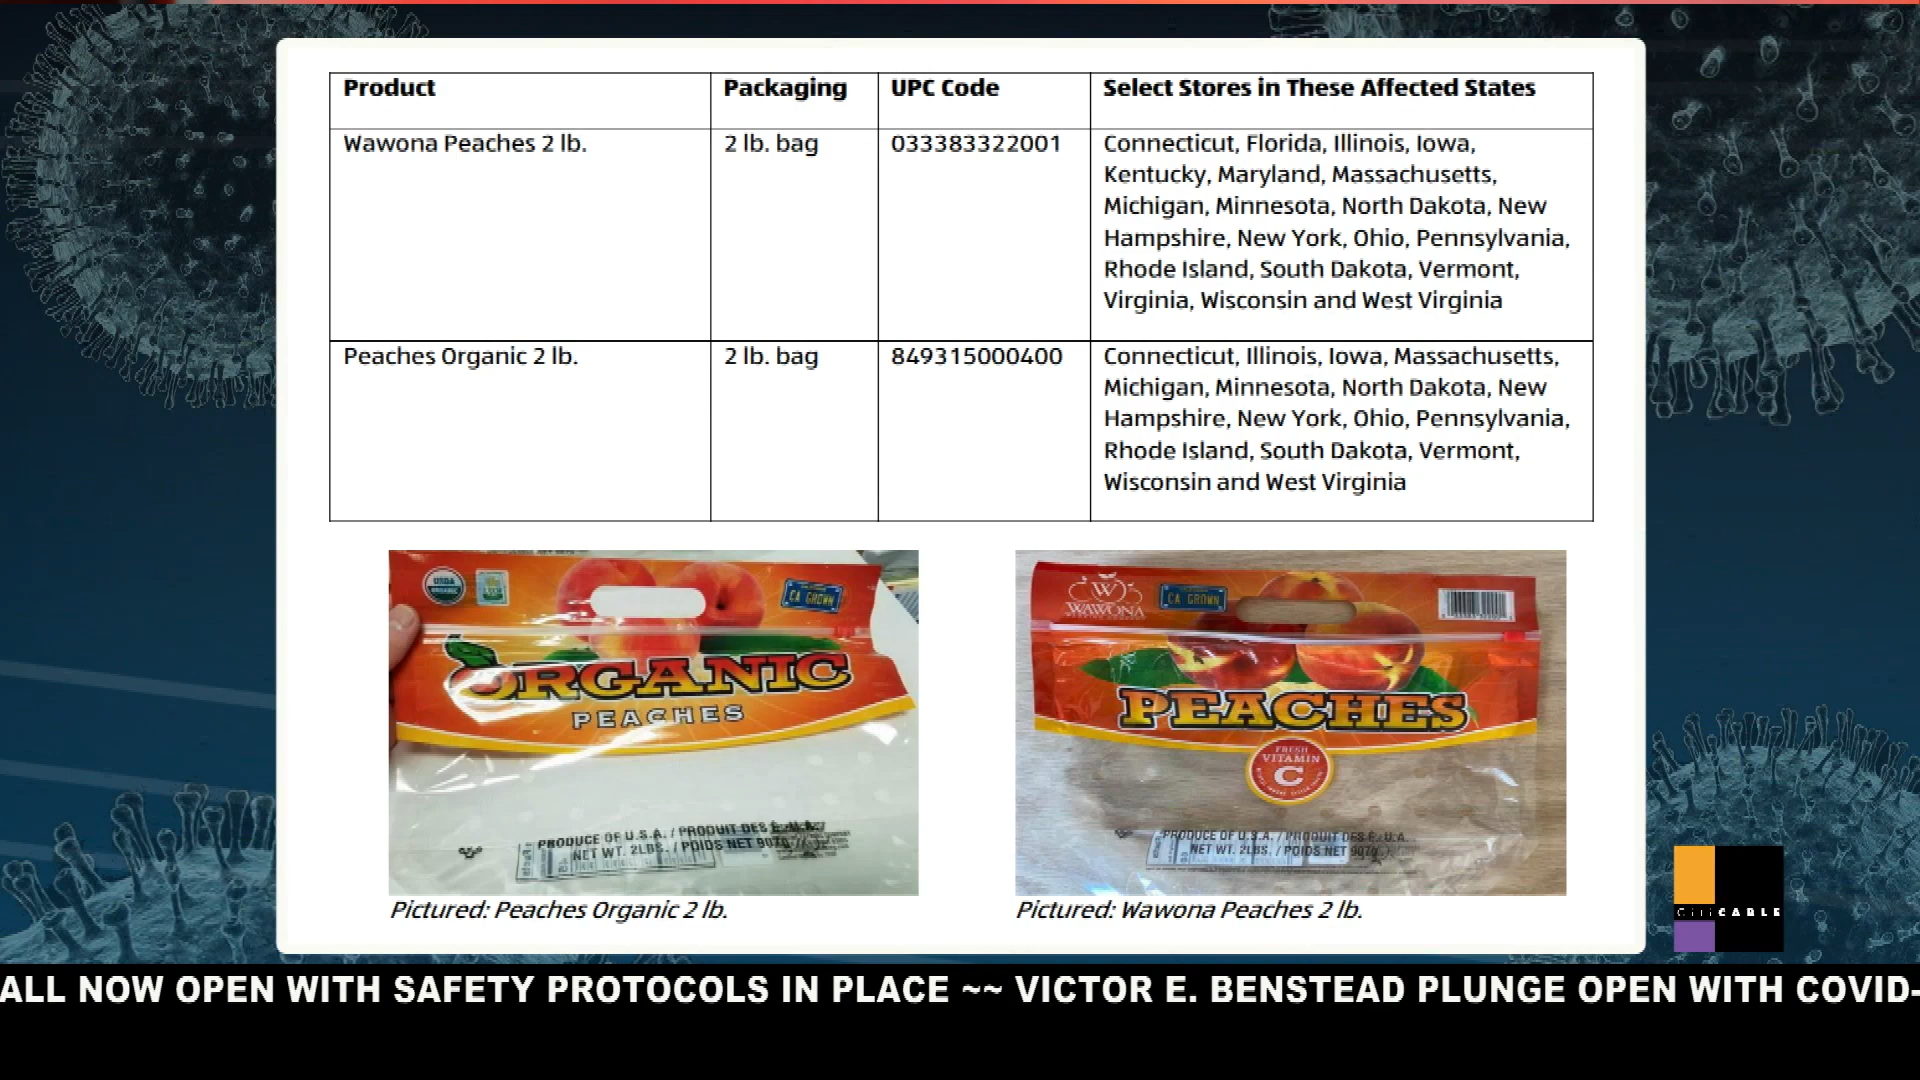 Product
Packaging
UPC Code
Select Stores in These Affected States
Wawona Peaches 2 lb.
2 lb. bag
033383322001
Connecticut, Florida, Illinois, Iowa,
Kentucky, Maryland, Massachusetts,
Michigan, Minnesota, North Dakota, New
Hampshire, New York, Ohio, Pennsylvania,
Rhode Island, South Dakota, Vermont,
Virginia, Wisconsin and West Virginia
Peaches Organic 2 lb.
2 lb. bag
849315000400
Connecticut, Illinois, Iowa, Massachusetts,
Michigan, Minnesota, North Dakota, New
Hampshire, New York, Ohio, Pennsylvania,
Rhode Island, South Dakota, Vermont,
Wisconsin and West Virginia
USDA
ORGANIC
CA GROWN
ORGANIC
PEACHES
PRODUCE OF U.S.A. / PRODUIT DES É.-U.A.
NET WT. 2LBS. / POIDS NET 907g
Pictured: Peaches Organic 2 lb.
W
WAWONA
CA GROWN
PEACHES
FRESH
VITAMIN
C
PRODUCE OF U.S.A. / PRODUIT DES É.-U.A.
NET WT. 2LBS. / POIDS NET 907g
Pictured: Wawona Peaches 2 lb.
CITICABLE
ALL NOW OPEN WITH SAFETY PROTOCOLS IN PLACE ~~ VICTOR E. BENSTEAD PLUNGE OPEN WITH COVID-